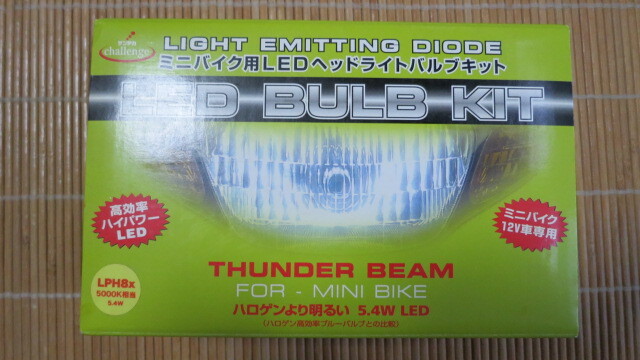 challenge
LIGHT EMITTING DIODE
ミニバイク用LEDヘッドライトバルブキット
LED BULB KIT
高効率
ハイパワー
LED
ミニバイク
12V車専用
LPH8x
5000K相当
5.4W
THUNDER BEAM
FOR - MINI BIKE
ハロゲンより明るい 5.4W LED
(ハロゲン高効率ブルーバルブとの比較)